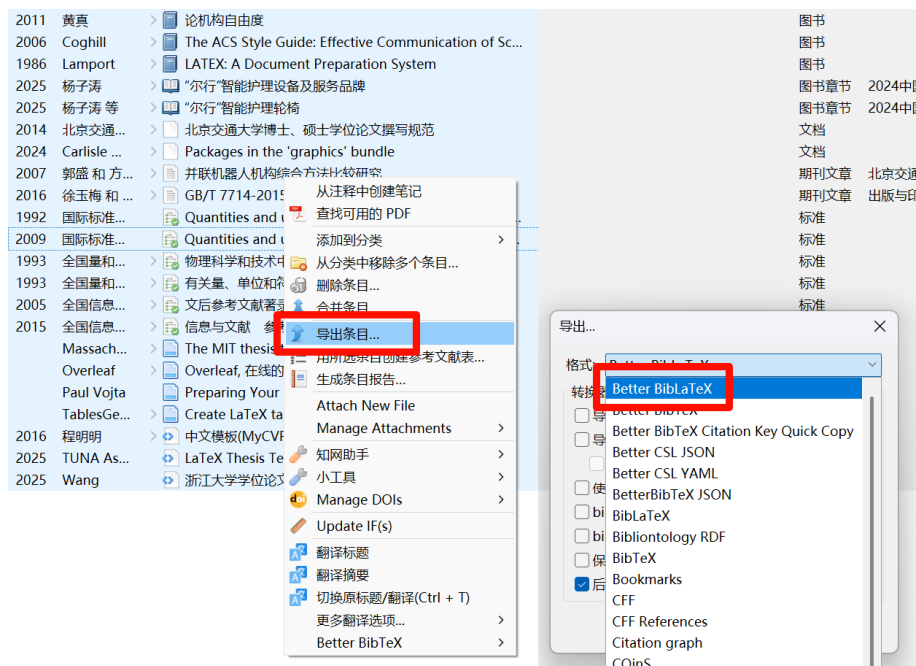 2011 黄真 论机构自由度 图书
2006 Coghill The ACS Style Guide: Effective Communication of Sc... 图书
1986 Lamport LATEX: A Document Preparation System 图书
2025 杨子涛 “尔行”智能护理设备及服务品牌 图书章节 2024中国
2025 杨子涛 等 “尔行”智能护理轮椅 图书章节 2024中国
2014 北京交通... 北京交通大学博士、硕士学位论文撰写规范 文档
2024 Carlisle ... Packages in the 'graphics' bundle 文档
2007 郭盛 和 方... 并联机器人机构综合方法比较研究 期刊文章 北京交通
2016 徐玉梅 和 ... GB/T 7714-2015 期刊文章 出版与印
1992 国际标准... Quantities and 标准
2009 国际标准... Quantities and 标准
1993 全国量和... 物理科学和技术中 标准
1993 全国量和... 有关量、单位和符 标准
2005 全国信息... 文后参考文献著录 标准
2015 全国信息... 信息与文献 参
Massach... The MIT thesis
Overleaf Overleaf, 在线的
Paul Vojta Preparing Your
TablesGe... Create LaTeX ta
2016 程明明 中文模板(MyCVP
2025 TUNA As... LaTeX Thesis Te
2025 Wang 浙江大学学位论文
从注释中创建笔记
查找可用的 PDF
添加到分类
从分类中移除多个条目...
删除条目...
合并条目
导出条目...
用所选条目创建参考文献表...
生成条目报告...
Attach New File
Manage Attachments
知网助手
小工具
Manage DOIs
Update IF(s)
翻译标题
翻译摘要
切换原标题/翻译(Ctrl + T)
更多翻译选项...
Better BibTeX
导出...
格式: Better BibLaTeX
转换
导
导
使
bi
bi
保
后
Better BibLaTeX
Better BibTeX
Better BibTeX Citation Key Quick Copy
Better CSL JSON
Better CSL YAML
BetterBibTeX JSON
BibLaTeX
Bibliontology RDF
BibTeX
Bookmarks
CFF
CFF References
Citation graph
COinS